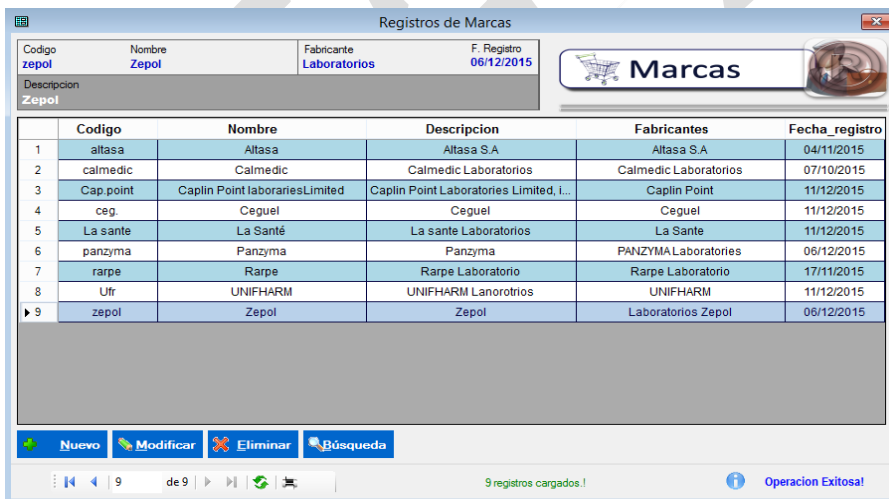 Registros de Marcas
Codigo Nombre Fabricante F. Registro
zepol Zepol Laboratorios 06/12/2015
Descripcion
Zepol
Marcas
Codigo Nombre Descripcion Fabricantes Fecha_registro
1 altasa Altasa Altasa S.A Altasa S.A 04/11/2015
2 calmedic Calmedic Calmedic Laboratorios Calmedic Laboratorios 07/10/2015
3 Cap.point Caplin Point laborariesLimited Caplin Point Laboratories Limited, i... Caplin Point 11/12/2015
4 ceg. Ceguel Ceguel Ceguel 11/12/2015
5 La sante La Santé La sante Laboratorios La Sante 11/12/2015
6 panzyma Panzyma Panzyma PANZYMA Laboratories 06/12/2015
7 rarpe Rarpe Rarpe Laboratorio Rarpe Laboratorio 17/11/2015
8 Ufr UNIFHARM UNIFHARM Lanorotrios UNIFHARM 11/12/2015
9 zepol Zepol Zepol Laboratorios Zepol 06/12/2015
Nuevo Modificar Eliminar Búsqueda
9 de 9 9 registros cargados.! Operacion Exitosa!